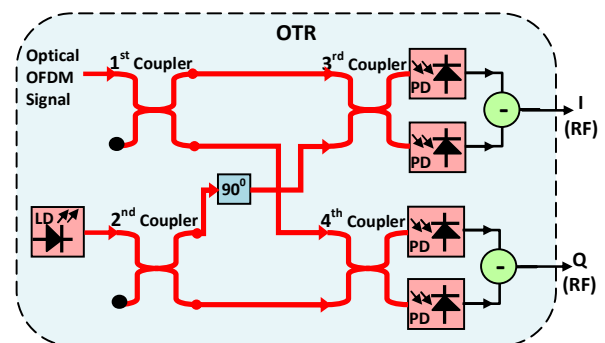 OTR
Optical
OFDM
Signal
1st Coupler
3rd Coupler
PD
PD
-
I
(RF)
90⁰
LD
2nd Coupler
4th Coupler
PD
PD
-
Q
(RF)